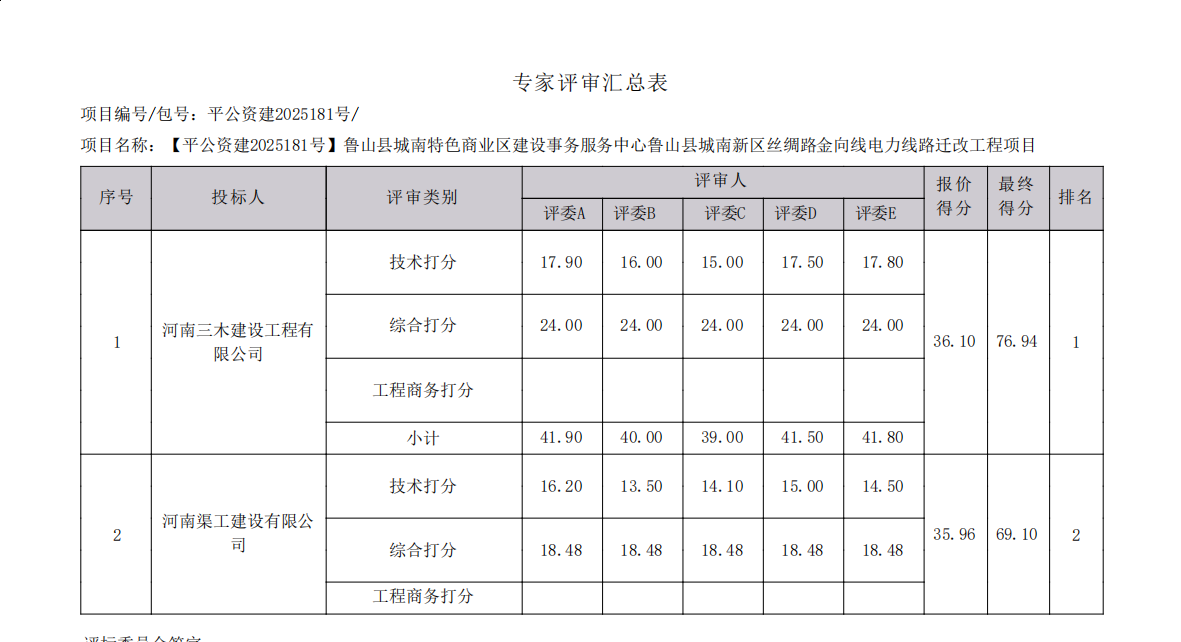 专家评审汇总表
项目编号/包号: 平公资建2025181号/
项目名称: 【平公资建2025181号】鲁山县城南特色商业区建设事务服务中心鲁山县城南新区丝绸路金向线电力线路迁改工程项目
序号 投标人 评审类别 评审人 报价得分 最终得分 排名
评委A 评委B 评委C 评委D 评委E
1 河南三木建设工程有限公司 技术打分 17.90 16.00 15.00 17.50 17.80 36.10 76.94 1
综合打分 24.00 24.00 24.00 24.00 24.00
工程商务打分
小计 41.90 40.00 39.00 41.50 41.80
2 河南渠工建设有限公司 技术打分 16.20 13.50 14.10 15.00 14.50 35.96 69.10 2
综合打分 18.48 18.48 18.48 18.48 18.48
工程商务打分